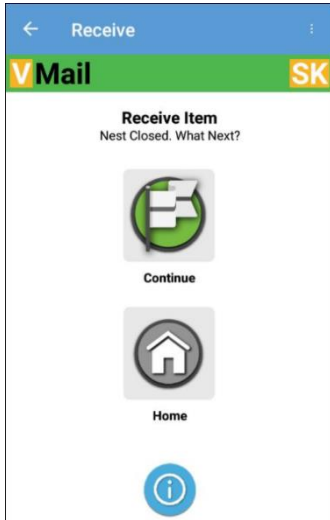 Receive
V Mail SK
Receive Item
Nest Closed. What Next?
Continue
Home